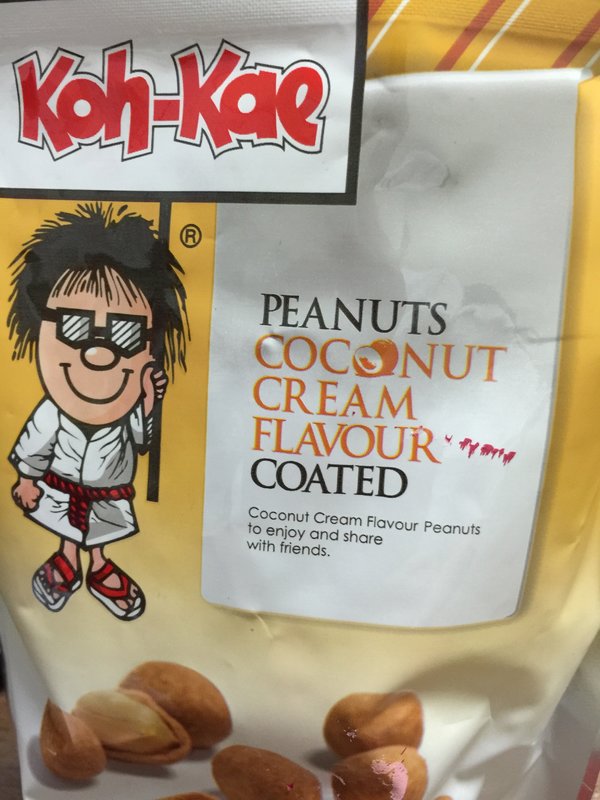 Koh-Kae
®
PEANUTS
COCONUT
CREAM
FLAVOUR
COATED
Coconut Cream Flavour Peanuts
to enjoy and share
with friends.